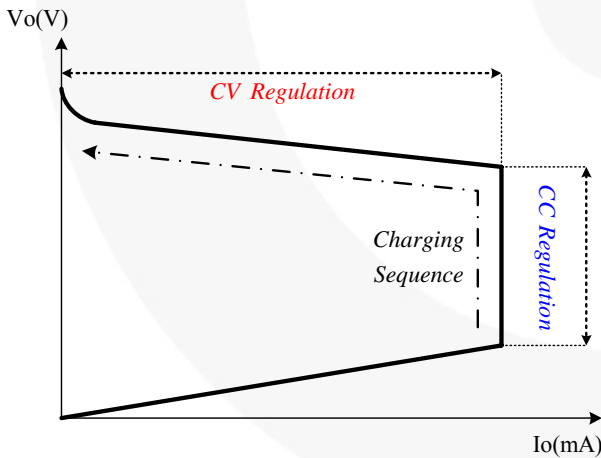 Vo(V)
CV Regulation
CC Regulation
Charging
Sequence
Io(mA)